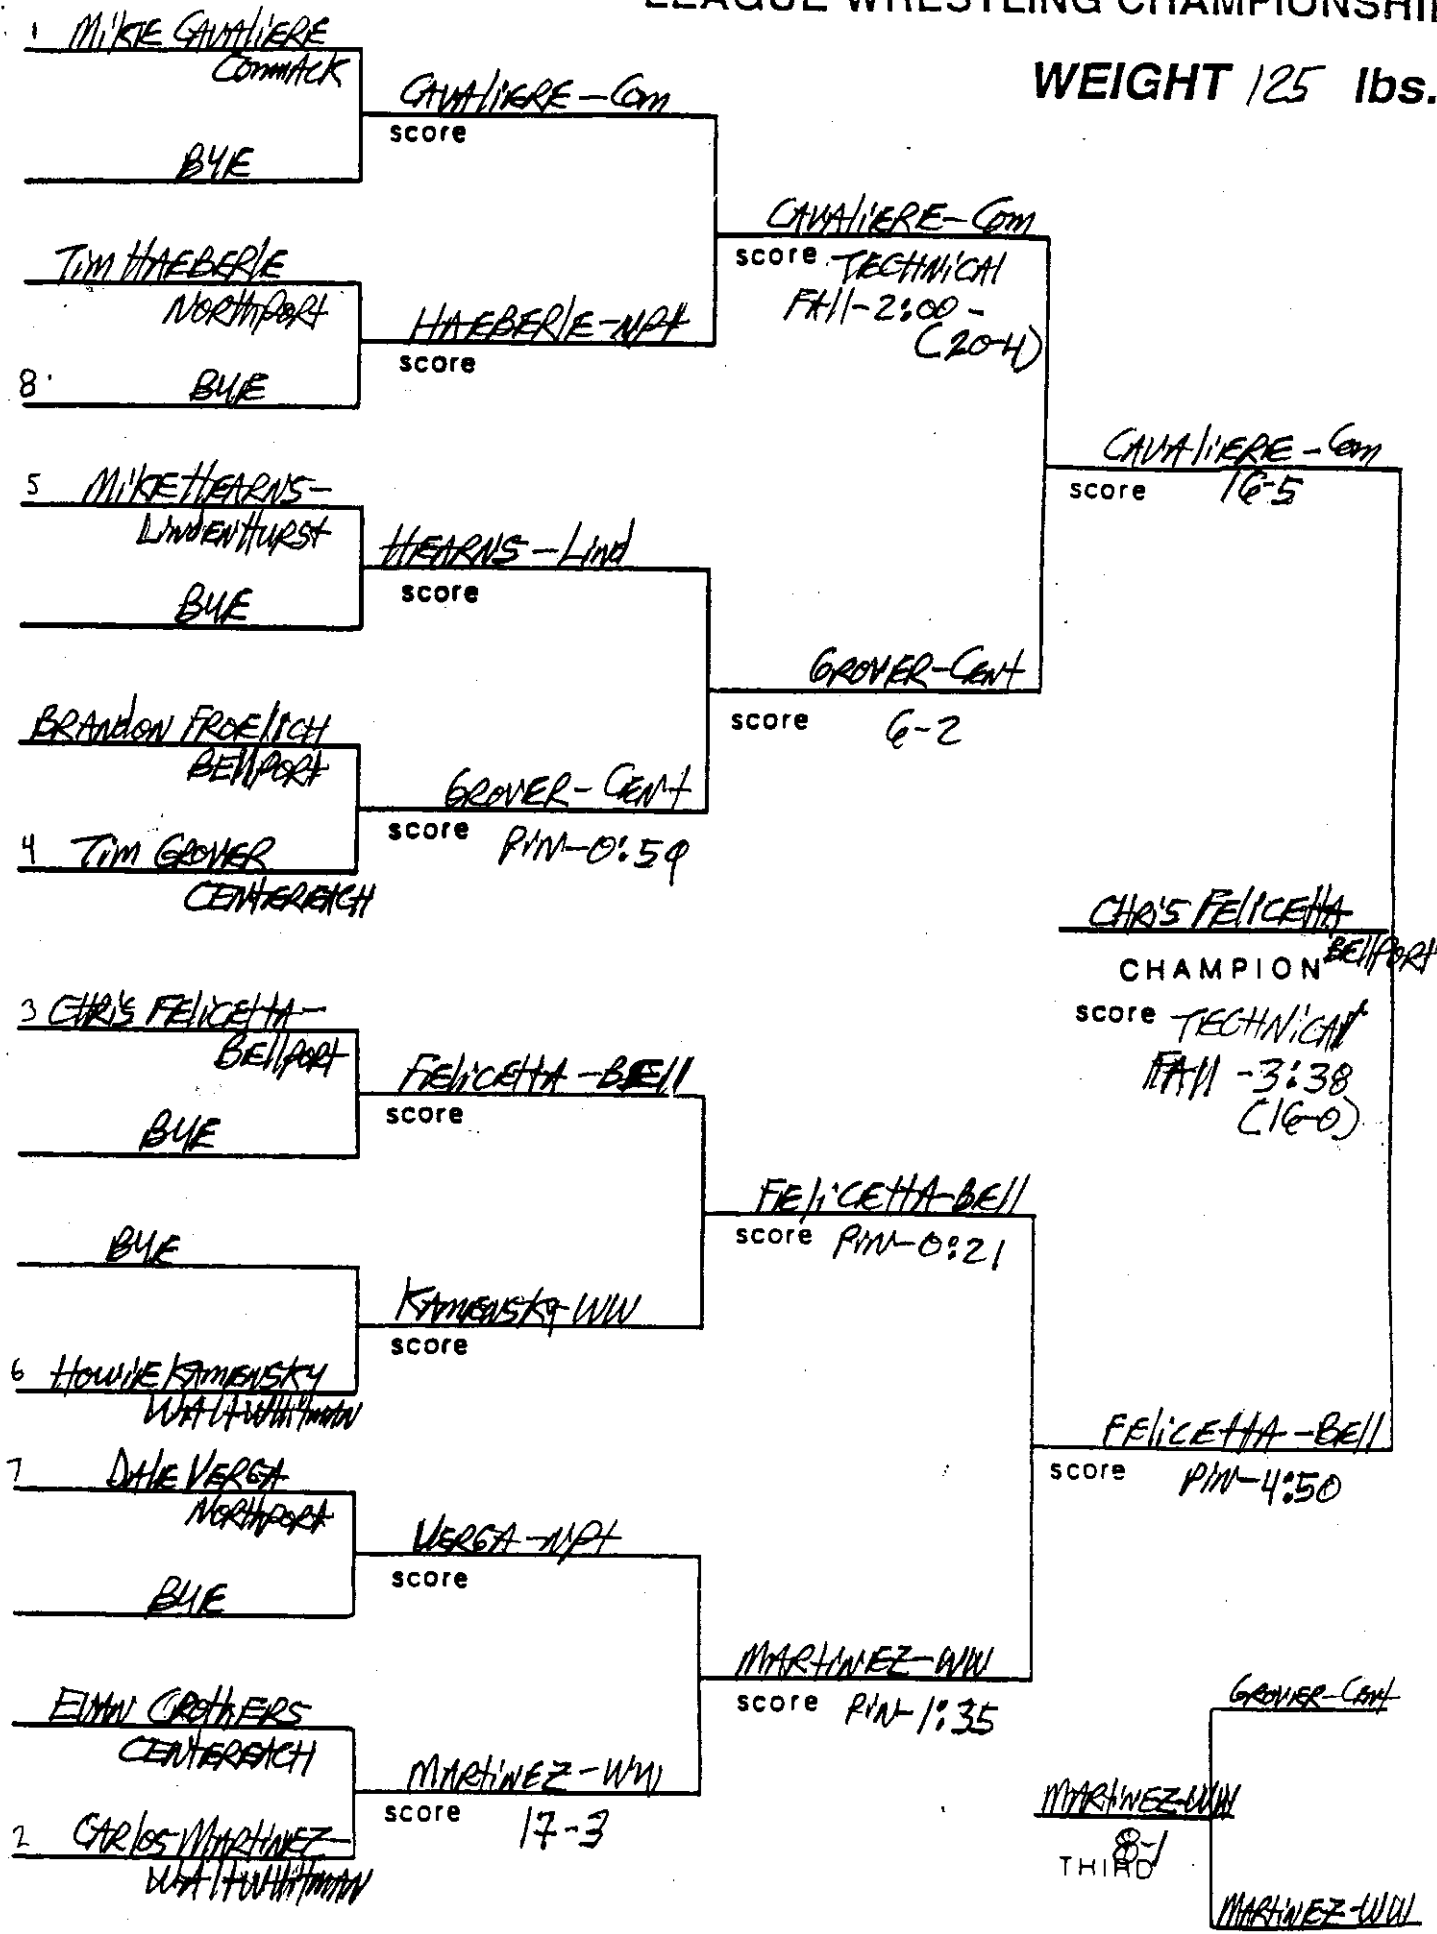 LEAGUE WRESTLING CHAMPIONSHI
WEIGHT 125 lbs.
1 MIKE CAVALIERE
COMMACK
BYE
CAVALIERE-Com
score
TIM HAEBERLE
NORTHPORT
8 BYE
HAEBERLE-NPT
score
CAVALIERE-Com
score TECHNICAL
FALL-2:00-
(20-4)
5 MIKE HEARNS-
LINDENHURST
BYE
HEARNS-Lind
score
BRANDON FROELICH
BELLPORT
4 TIM GROVER
CENTEREACH
GROVER-CENT
score PIN-0:59
GROVER-CENT
score 6-2
CAVALIERE-Com
score 16-5
3 CHRIS FELICETTA-
BELLPORT
BYE
FELICETTA-BELL
score
BYE
6 HOWIE KAMENSKY
WALT WHITMAN
KAMENSKY-WW
score
FELICETTA-BELL
score PIN-0:21
7 DALE VERGA
NORTHPORT
BYE
VERGA-NPT
score
EVAN CROTHERS
CENTEREACH
2 CARLOS MARTINEZ-
WALT WHITMAN
MARTINEZ-WW
score 17-3
MARTINEZ-WW
score PIN-1:35
FELICETTA-BELL
score PIN-4:50
CHRIS FELICETTA
BELLPORT
CHAMPION
score TECHNICAL
FALL-3:38
(16-0)
GROVER-CENT
MARTINEZ-WW
8-1
THIRD
MARTINEZ-WW